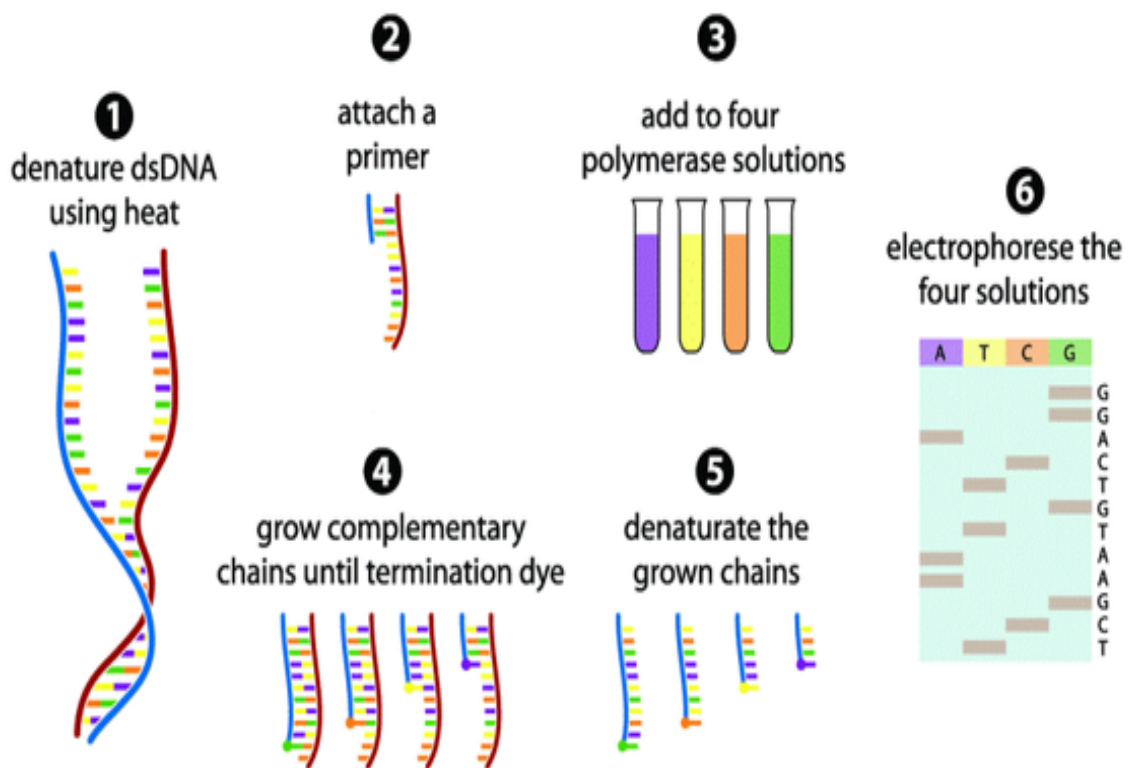 1
denature dsDNA
using heat
2
attach a
primer
3
add to four
polymerase solutions
4
grow complementary
chains until termination dye
5
denaturate the
grown chains
6
electrophorese the
four solutions
A T C G
G
G
A
C
T
G
T
A
A
G
C
T